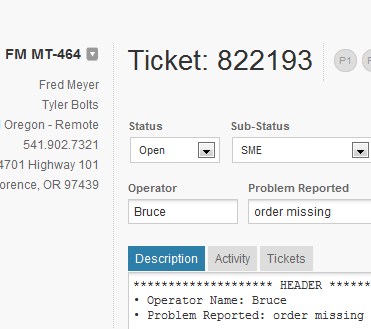 FM MT-464
Fred Meyer
Tyler Bolts
Oregon - Remote
541.902.7321
4701 Highway 101
orence, OR 97439
Ticket: 822193
P1
Status
Sub-Status
Open
SME
Operator
Problem Reported
Bruce
order missing
Description Activity Tickets
******************** HEADER *******
• Operator Name: Bruce
• Problem Reported: order missing